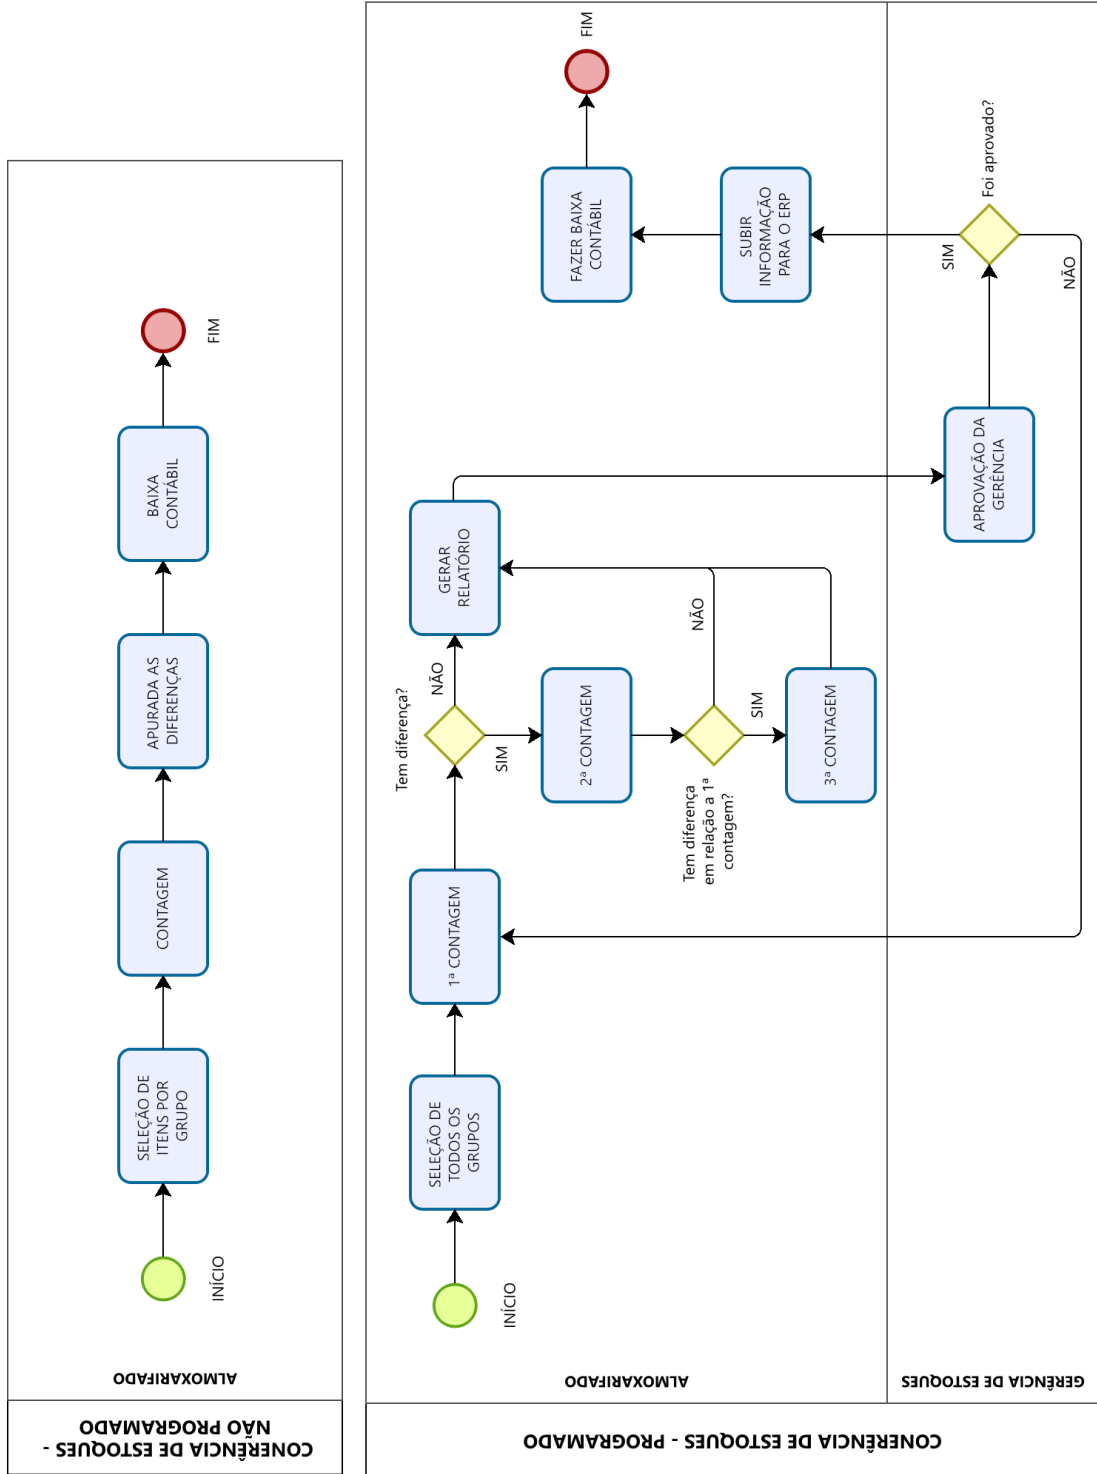 CONERÊNCIA DE ESTOQUES -
NÃO PROGRAMADO
ALMOXARIFADO
INÍCIO
SELEÇÃO DE
ITENS POR
GRUPO
CONTAGEM
APURADA AS
DIFERENÇAS
BAIXA
CONTÁBIL
FIM
CONERÊNCIA DE ESTOQUES - PROGRAMADO
ALMOXARIFADO
INÍCIO
SELEÇÃO DE
TODOS OS
GRUPOS
1ª CONTAGEM
Tem diferença?
NÃO
SIM
GERAR
RELATÓRIO
2ª CONTAGEM
Tem diferença
em relação a 1ª
contagem?
NÃO
SIM
3ª CONTAGEM
FAZER BAIXA
CONTÁBIL
FIM
SUBIR
INFORMAÇÃO
PARA O ERP
GERÊNCIA DE ESTOQUES
APROVAÇÃO DA
GERÊNCIA
Foi aprovado?
SIM
NÃO